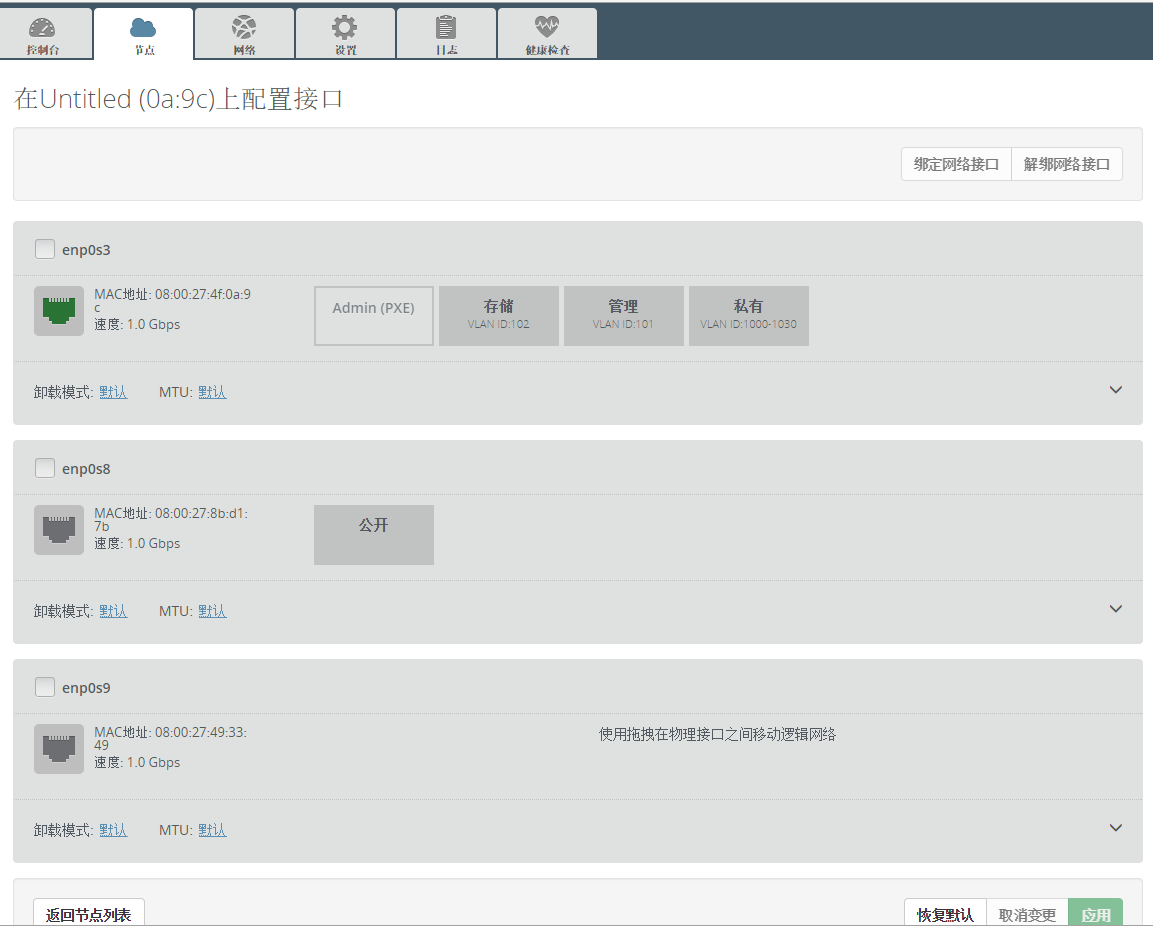 控制台
节点
网络
设置
日志
健康检查
在Untitled (0a:9c)上配置接口
绑定网络接口
解绑网络接口
enp0s3
MAC地址: 08:00:27:4f:0a:9
c
速度: 1.0 Gbps
Admin (PXE)
存储
VLAN ID:102
管理
VLAN ID:101
私有
VLAN ID:1000-1030
卸载模式: 默认
MTU: 默认
enp0s8
MAC地址: 08:00:27:8b:d1:
7b
速度: 1.0 Gbps
公开
卸载模式: 默认
MTU: 默认
enp0s9
MAC地址: 08:00:27:49:33:
49
速度: 1.0 Gbps
使用拖拽在物理接口之间移动逻辑网络
卸载模式: 默认
MTU: 默认
返回节点列表
恢复默认
取消变更
应用